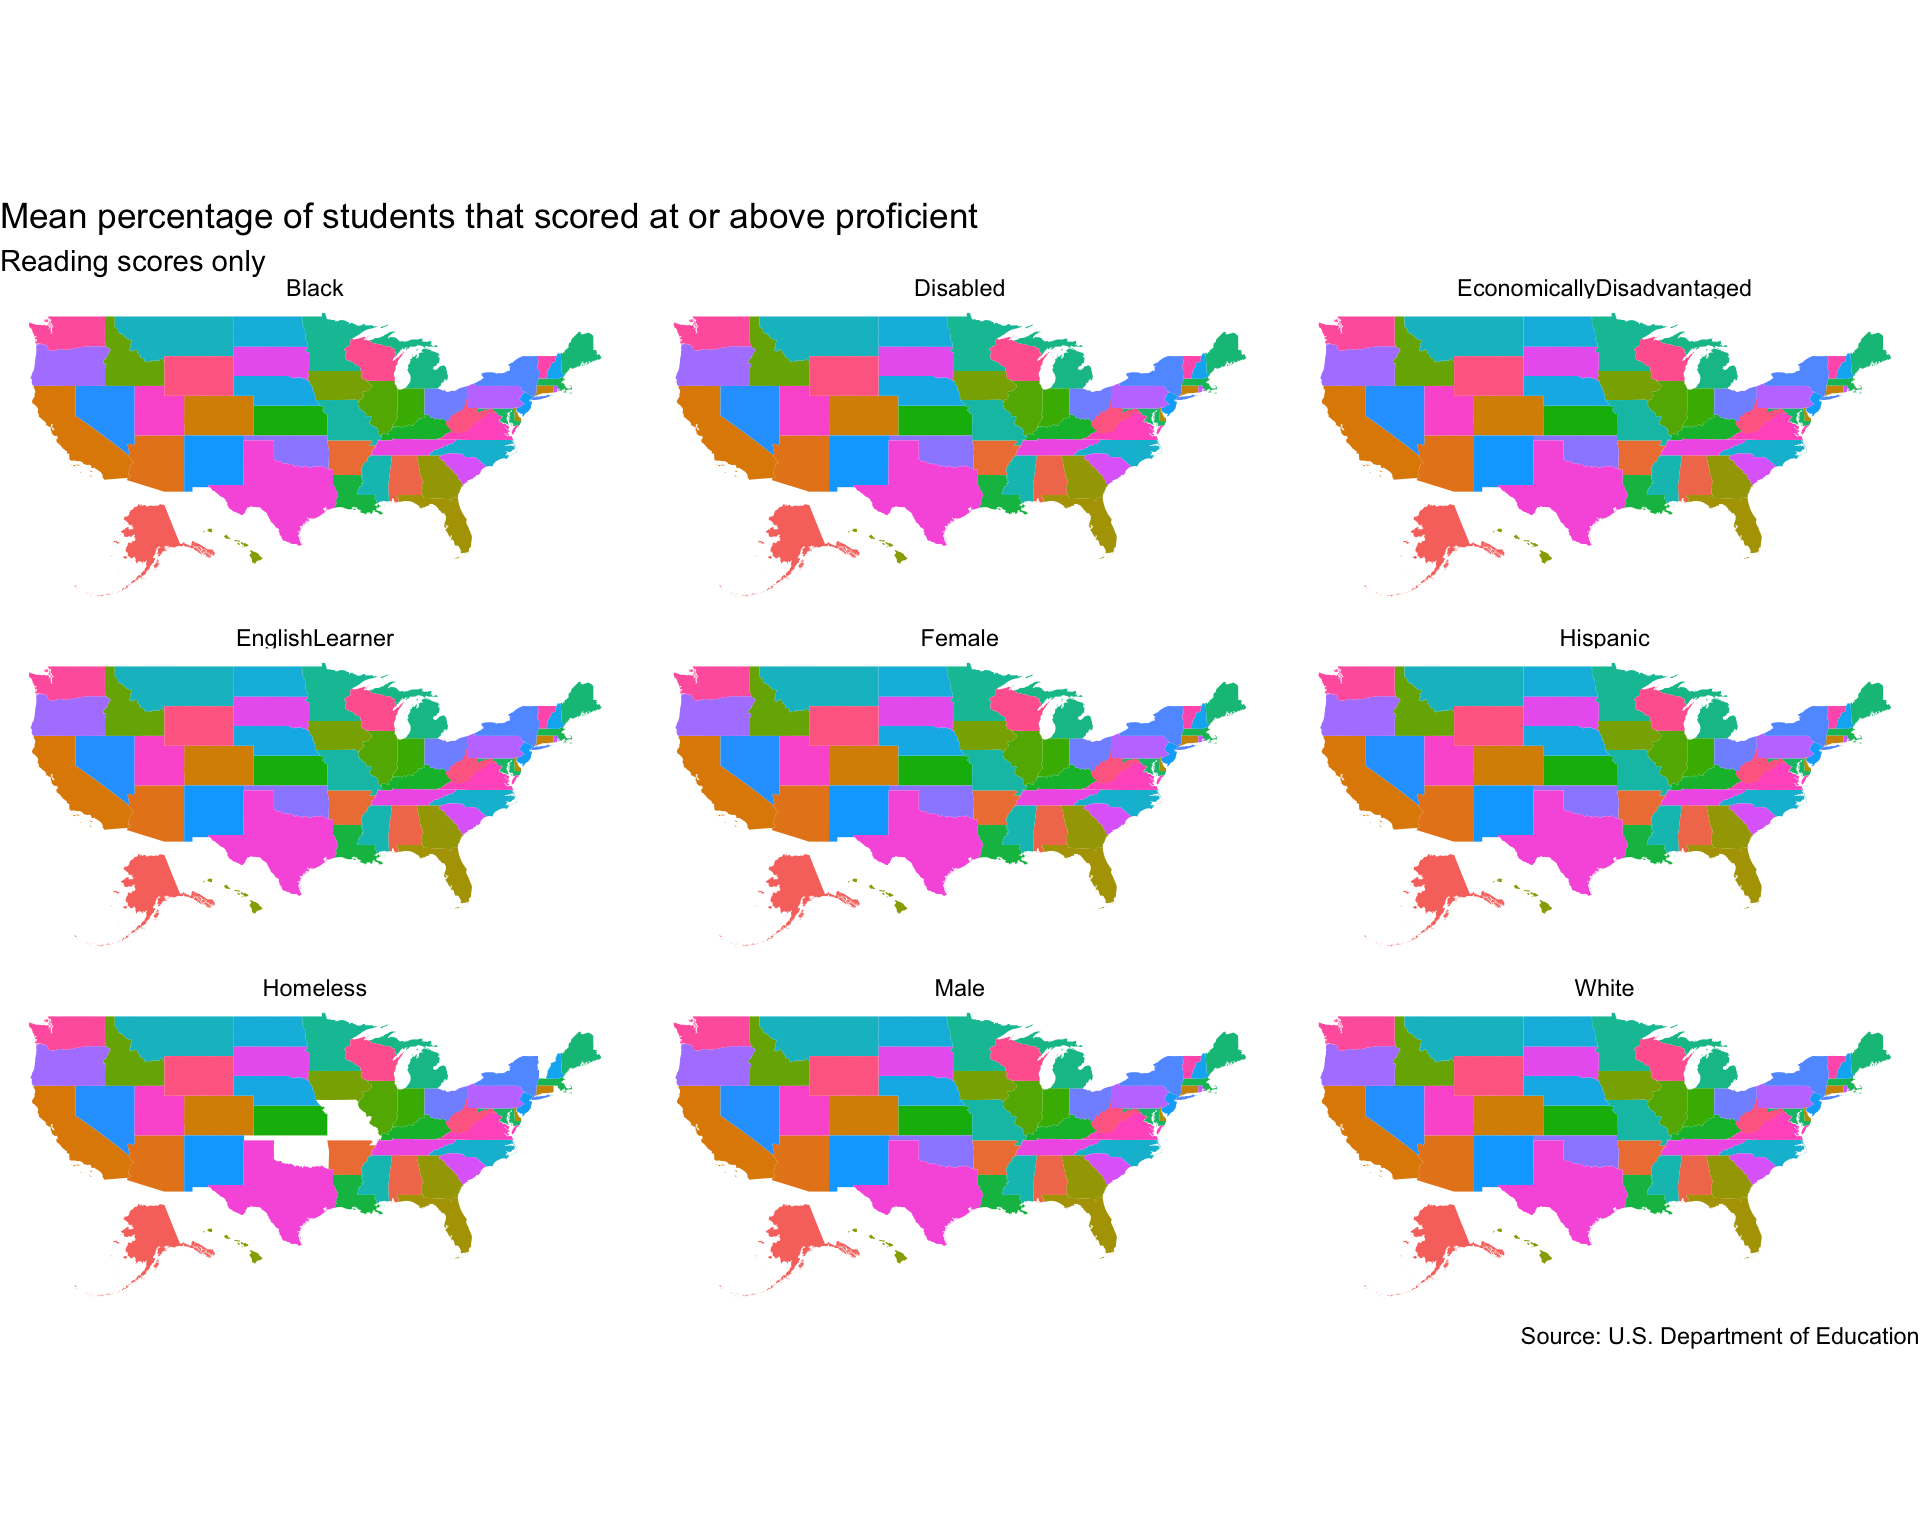 Mean percentage of students that scored at or above proficient
Reading scores only
Black
Disabled
EconomicallyDisadvantaged
EnglishLearner
Female
Hispanic
Homeless
Male
White
Source: U.S. Department of Education